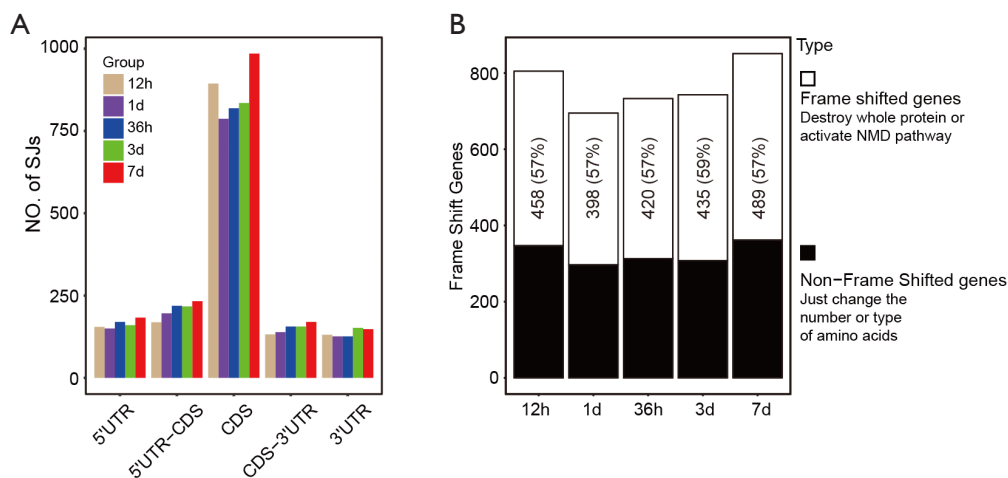 A
NO. of SJs
1000
750
500
250
0
Group
12h
1d
36h
3d
7d
5'UTR
5'UTR−CDS
CDS
CDS−3'UTR
3'UTR
B
Frame Shift Genes
800
600
400
200
0
458 (57%)
398 (57%)
420 (57%)
435 (59%)
489 (57%)
12h
1d
36h
3d
7d
Type
Frame shifted genes
Destroy whole protein or
activate NMD pathway
Non−Frame Shifted genes
Just change the
number or type
of amino acids